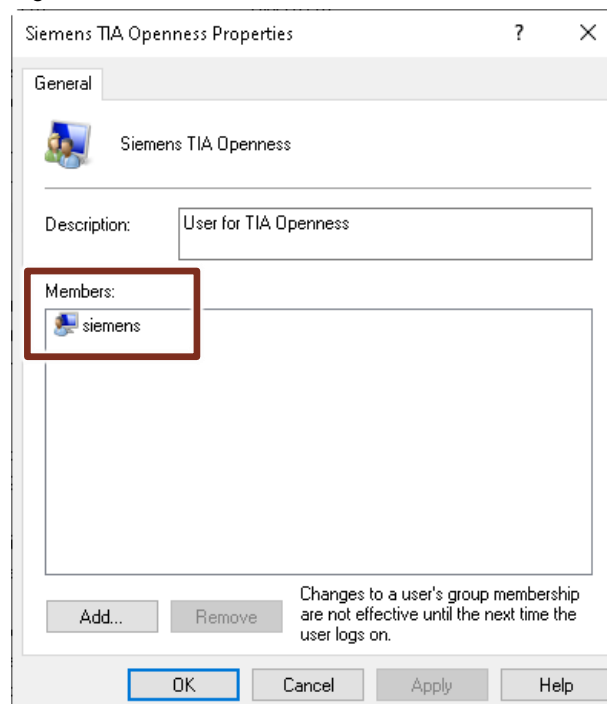 Siemens TIA Openness Properties ? ×
General
Siemens TIA Openness
Description: User for TIA Openness
Members:
siemens
Changes to a user's group membership
are not effective until the next time the
user logs on.
Add... Remove
OK Cancel Apply Help